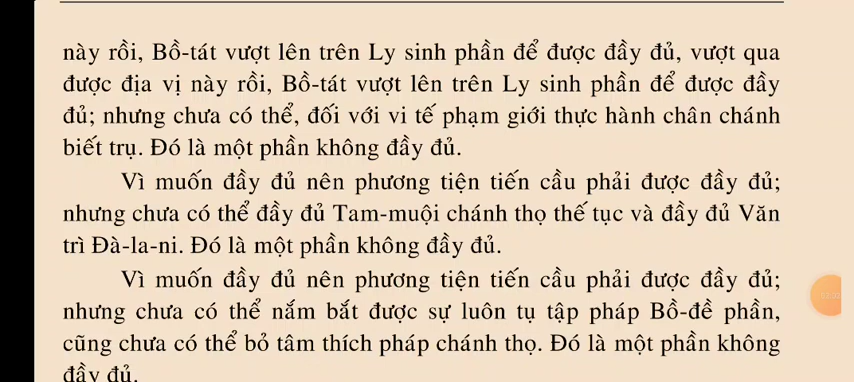 này rồi, Bồ-tát vượt lên trên Ly sinh phần để được đầy đủ, vượt qua
được địa vị này rồi, Bồ-tát vượt lên trên Ly sinh phần để được đầy
đủ; nhưng chưa có thể, đối với vi tế phạm giới thực hành chân chánh
biết trụ. Đó là một phần không đầy đủ.
Vì muốn đầy đủ nên phương tiện tiến cầu phải được đầy đủ;
nhưng chưa có thể đầy đủ Tam-muội chánh thọ thế tục và đầy đủ Văn
trì Đà-la-ni. Đó là một phần không đầy đủ.
Vì muốn đầy đủ nên phương tiện tiến cầu phải được đầy đủ;
nhưng chưa có thể nắm bắt được sự luôn tụ tập pháp Bồ-đề phần,
cũng chưa có thể bỏ tâm thích pháp chánh thọ. Đó là một phần không
đầy đủ.